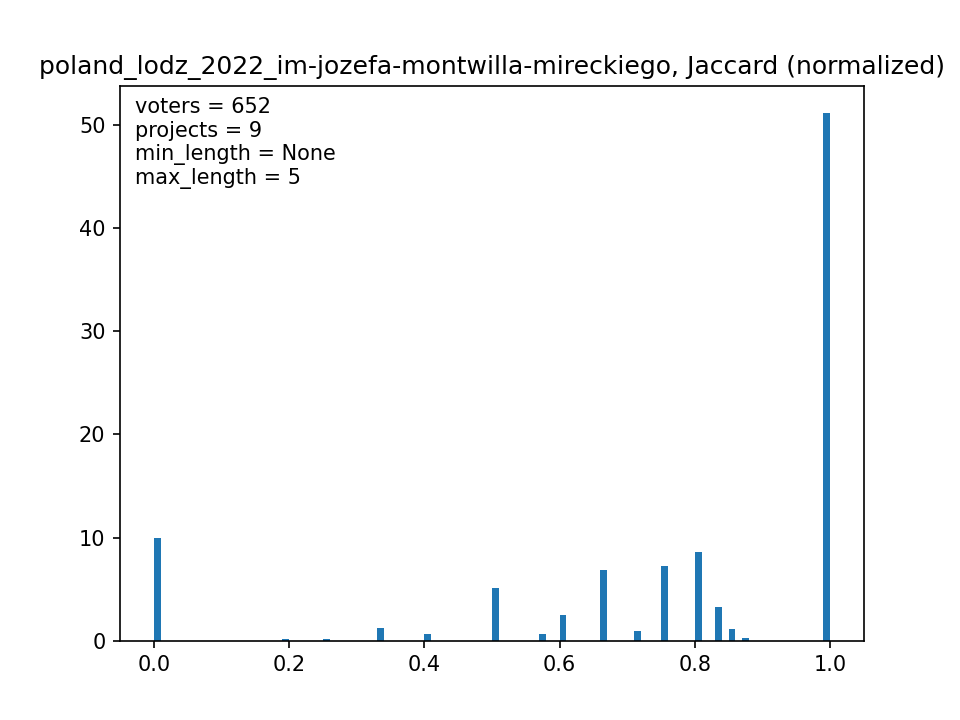 poland_lodz_2022_im-jozefa-montwilla-mireckiego, Jaccard (normalized)
voters = 652
projects = 9
min_length = None
max_length = 5
50
40
30
20
10
0
0.0 0.2 0.4 0.6 0.8 1.0